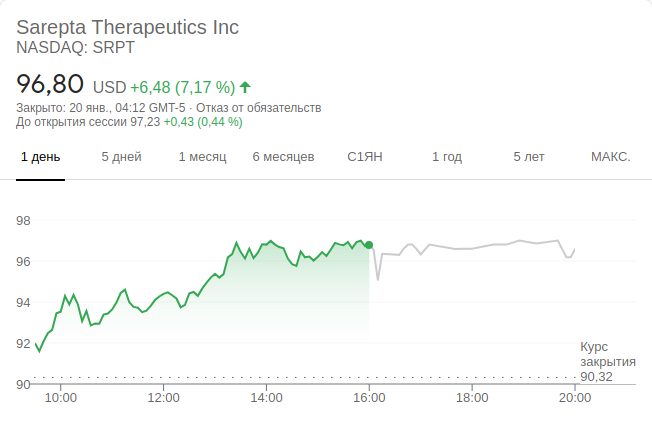 Sarepta Therapeutics Inc
NASDAQ: SRPT
96,80 USD +6,48 (7,17 %)
Закрыто: 20 янв., 04:12 GMT-5 · Отказ от обязательств
До открытия сессии 97,23 +0,43 (0,44 %)
1 день 5 дней 1 месяц 6 месяцев С1ЯН 1 год 5 лет МАКС.
98
96
94
92
Курс
закрытия
90,32
90
10:00 12:00 14:00 16:00 18:00 20:00